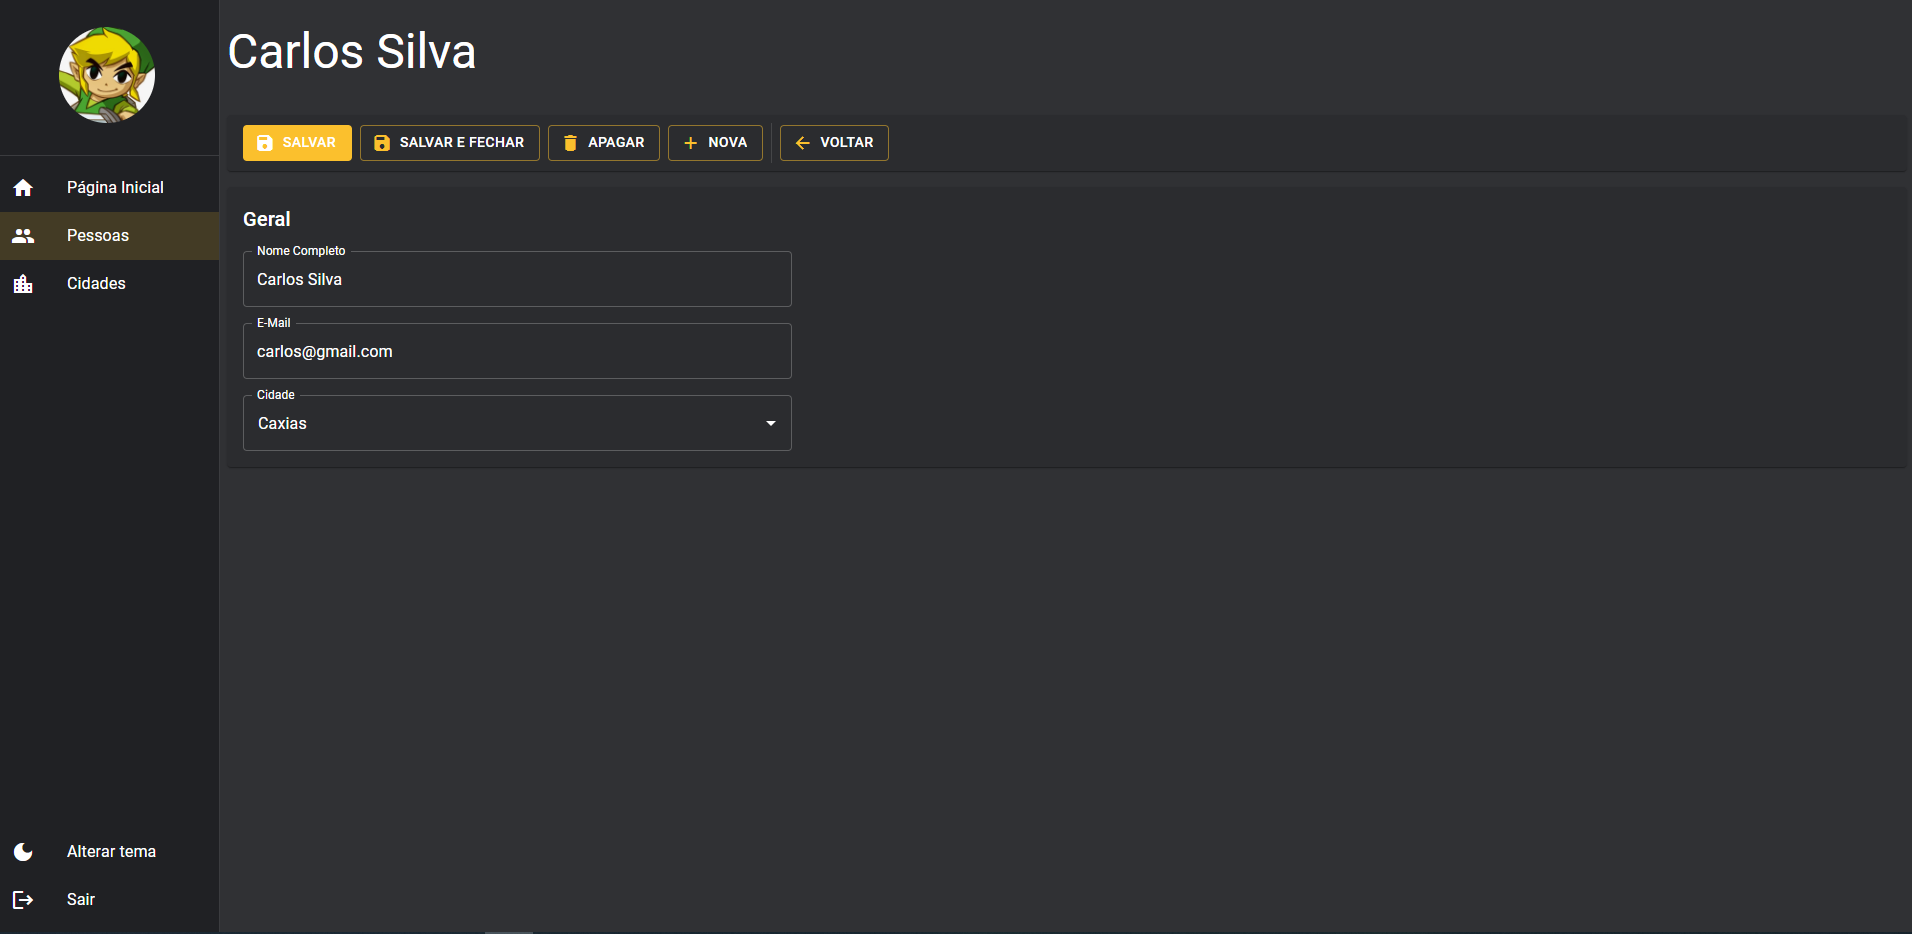 Carlos Silva
SALVAR
SALVAR E FECHAR
APAGAR
NOVA
VOLTAR
Página Inicial
Pessoas
Cidades
Geral
Nome Completo
Carlos Silva
E-Mail
carlos@gmail.com
Cidade
Caxias
Alterar tema
Sair